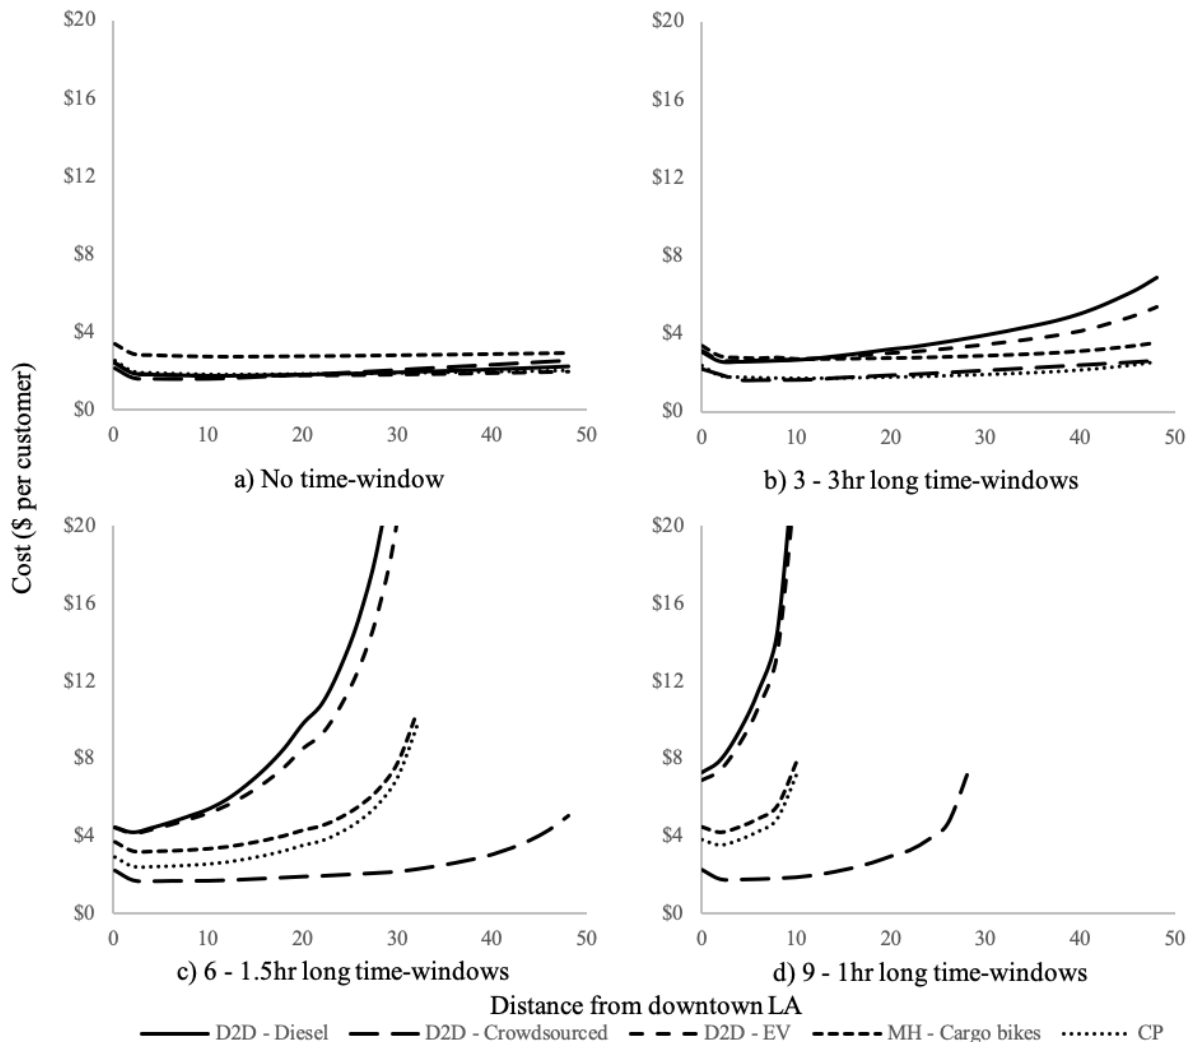 $20
$16
$12
$8
$4
$0
0 10 20 30 40 50
a) No time-window
$20
$16
$12
$8
$4
$0
0 10 20 30 40 50
b) 3 - 3hr long time-windows
Cost ($ per customer)
$20
$16
$12
$8
$4
$0
0 10 20 30 40 50
c) 6 - 1.5hr long time-windows
$20
$16
$12
$8
$4
$0
0 10 20 30 40 50
d) 9 - 1hr long time-windows
Distance from downtown LA
D2D - Diesel D2D - Crowdsourced D2D - EV MH - Cargo bikes CP